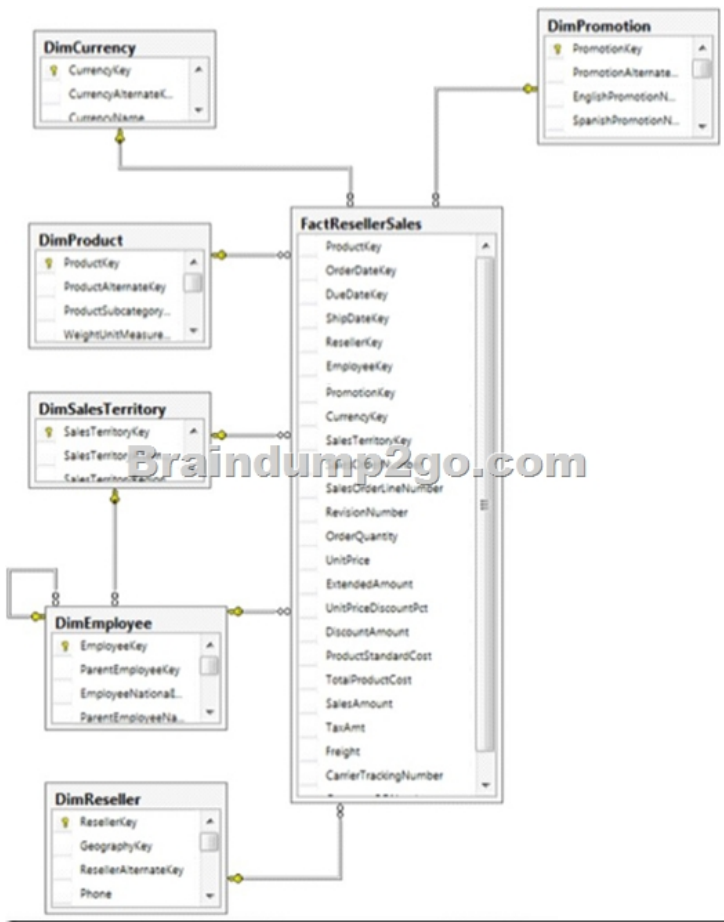 DimCurrency
CurrencyKey
CurrencyAlternateK...
CurrencyName
DimPromotion
PromotionKey
PromotionAlternate...
EnglishPromotionN...
SpanishPromotionN...
DimProduct
ProductKey
ProductAlternateKey
ProductSubcategory...
WeightUnitMeasure...
FactResellerSales
ProductKey
OrderDateKey
DueDateKey
ShipDateKey
ResellerKey
EmployeeKey
PromotionKey
CurrencyKey
SalesTerritoryKey
SalesOrderLineNumber
RevisionNumber
OrderQuantity
UnitPrice
ExtendedAmount
UnitPriceDiscountPct
DiscountAmount
ProductStandardCost
TotalProductCost
SalesAmount
TaxAmt
Freight
CarrierTrackingNumber
DimSalesTerritory
SalesTerritoryKey
Braindump2go.com
DimEmployee
EmployeeKey
ParentEmployeeKey
EmployeeNationalI...
ParentEmployeeNa...
DimReseller
ResellerKey
GeographyKey
ResellerAlternateKey
Phone